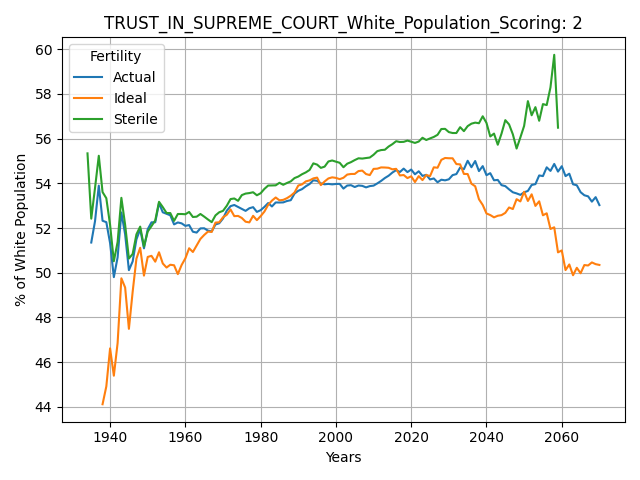 TRUST_IN_SUPREME_COURT_White_Population_Scoring: 2
Fertility
Actual
Ideal
Sterile
% of White Population
60
58
56
54
52
50
48
46
44
1940
1960
1980
2000
2020
2040
2060
Years